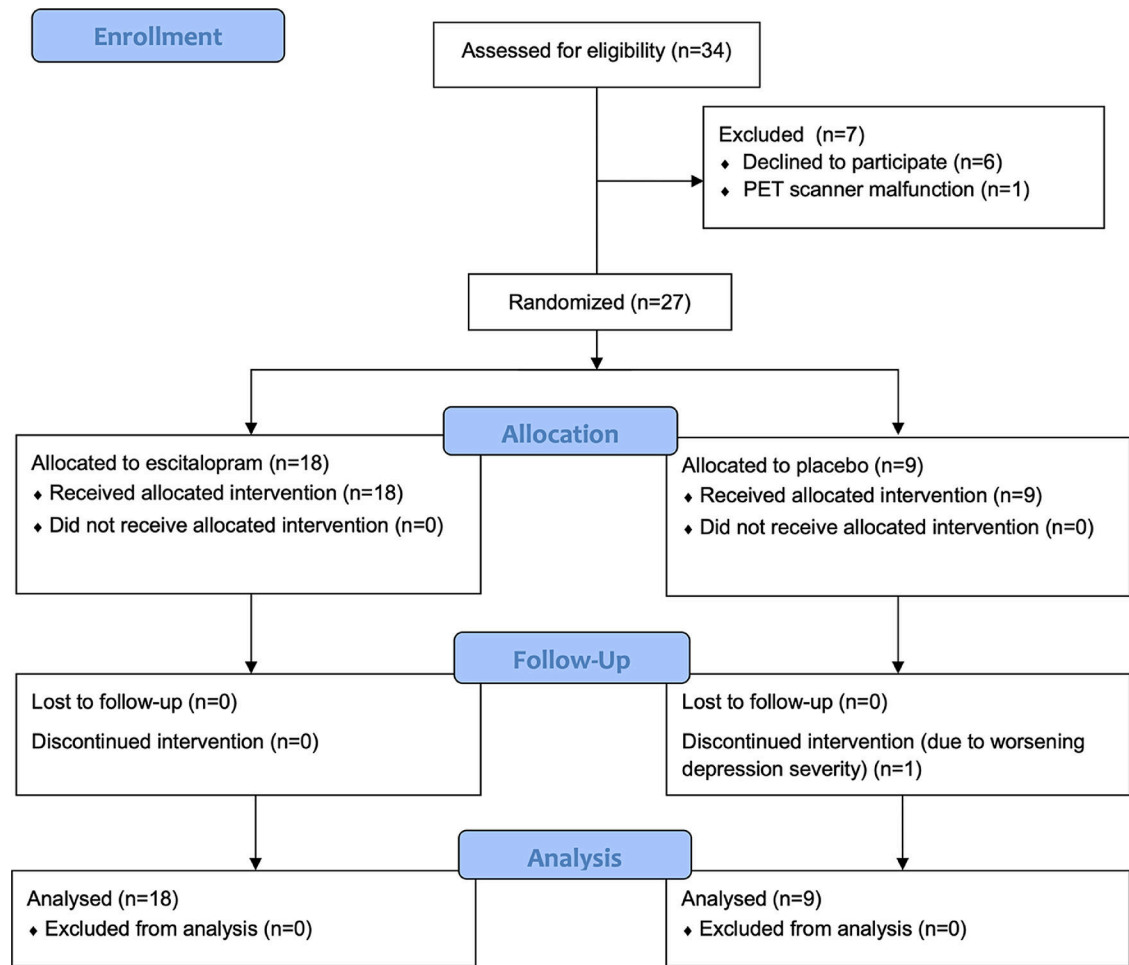 Enrollment
Assessed for eligibility (n=34)
Excluded (n=7)
♦ Declined to participate (n=6)
♦ PET scanner malfunction (n=1)
Randomized (n=27)
Allocation
Allocated to escitalopram (n=18)
♦ Received allocated intervention (n=18)
♦ Did not receive allocated intervention (n=0)
Allocated to placebo (n=9)
♦ Received allocated intervention (n=9)
♦ Did not receive allocated intervention (n=0)
Follow-Up
Lost to follow-up (n=0)
Discontinued intervention (n=0)
Lost to follow-up (n=0)
Discontinued intervention (due to worsening
depression severity) (n=1)
Analysis
Analysed (n=18)
♦ Excluded from analysis (n=0)
Analysed (n=9)
♦ Excluded from analysis (n=0)